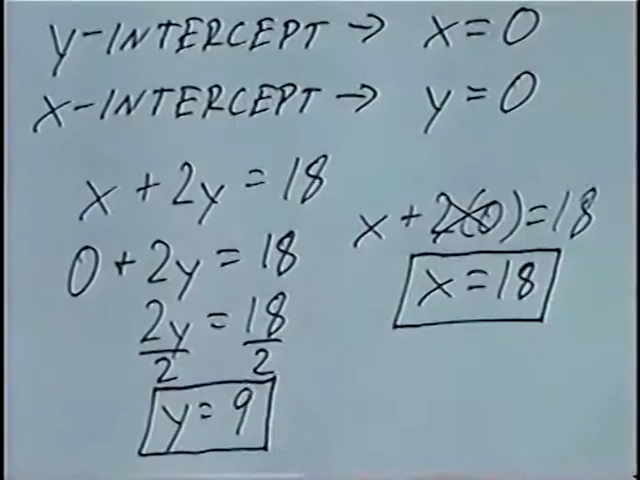 y-INTERCEPT → x=0
x-INTERCEPT → y=0
x+2y=18
0+2y=18
2y/2=18/2
y=9
x+2(0)=18
x=18